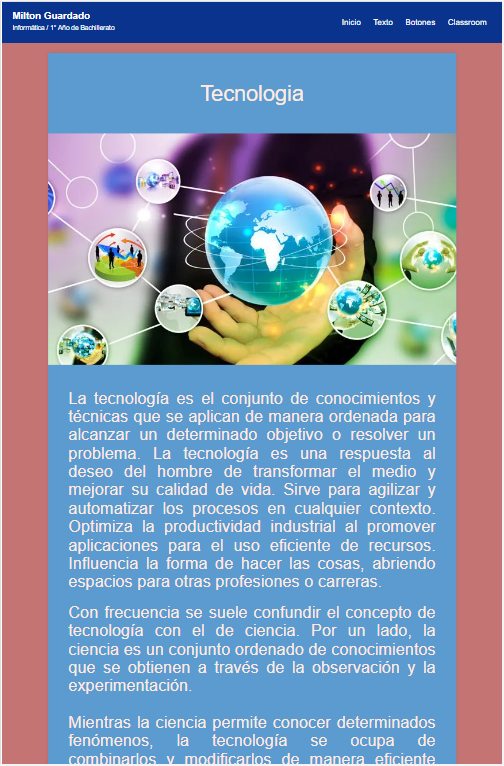 Milton Guardado
Informática / 1° Año de Bachillerato
Inicio Texto Botones Classroom
Tecnologia
La tecnología es el conjunto de conocimientos y
técnicas que se aplican de manera ordenada para
alcanzar un determinado objetivo o resolver un
problema. La tecnología es una respuesta al
deseo del hombre de transformar el medio y
mejorar su calidad de vida. Sirve para agilizar y
automatizar los procesos en cualquier contexto.
Optimiza la productividad industrial al promover
aplicaciones para el uso eficiente de recursos.
Influencia la forma de hacer las cosas, abriendo
espacios para otras profesiones o carreras.
Con frecuencia se suele confundir el concepto de
tecnología con el de ciencia. Por un lado, la
ciencia es un conjunto ordenado de conocimientos
que se obtienen a través de la observación y la
experimentación.
Mientras la ciencia permite conocer determinados
fenómenos, la tecnología se ocupa de
combinarlos y modificarlos de manera eficiente